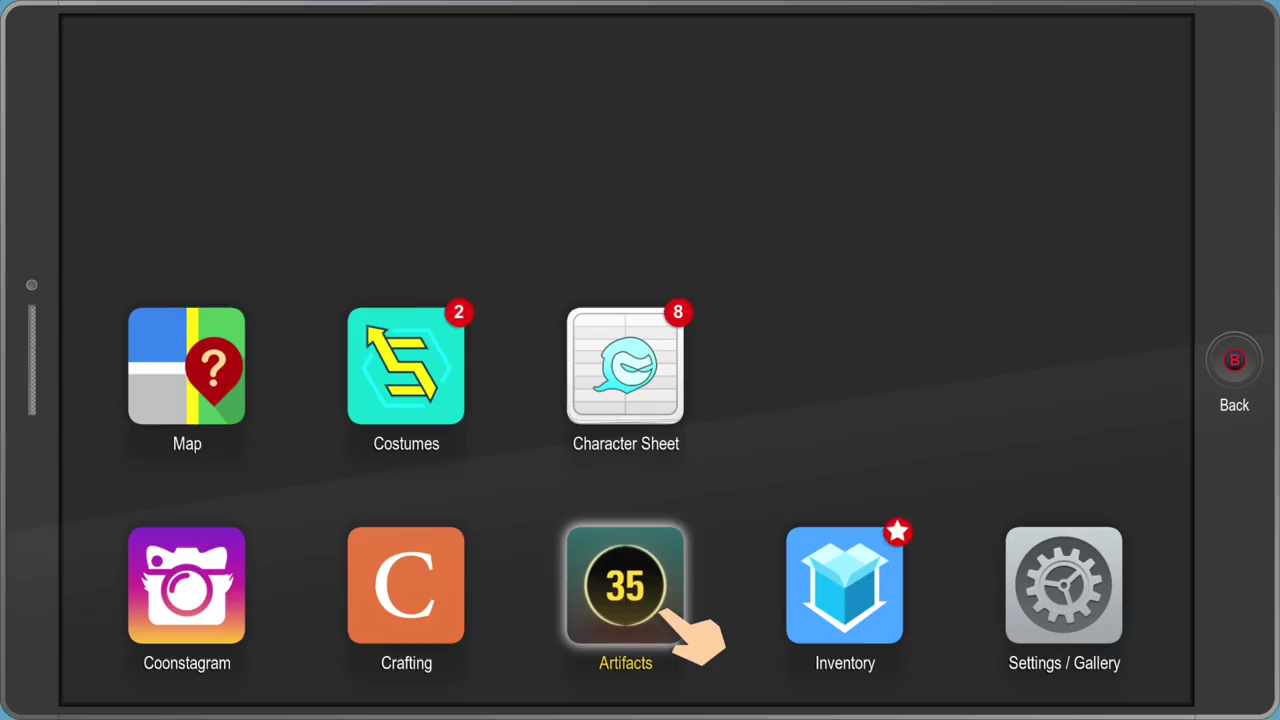 ?
2
8
Map
Costumes
Character Sheet
B
Back
C
35
Coonstagram
Crafting
Artifacts
Inventory
Settings / Gallery